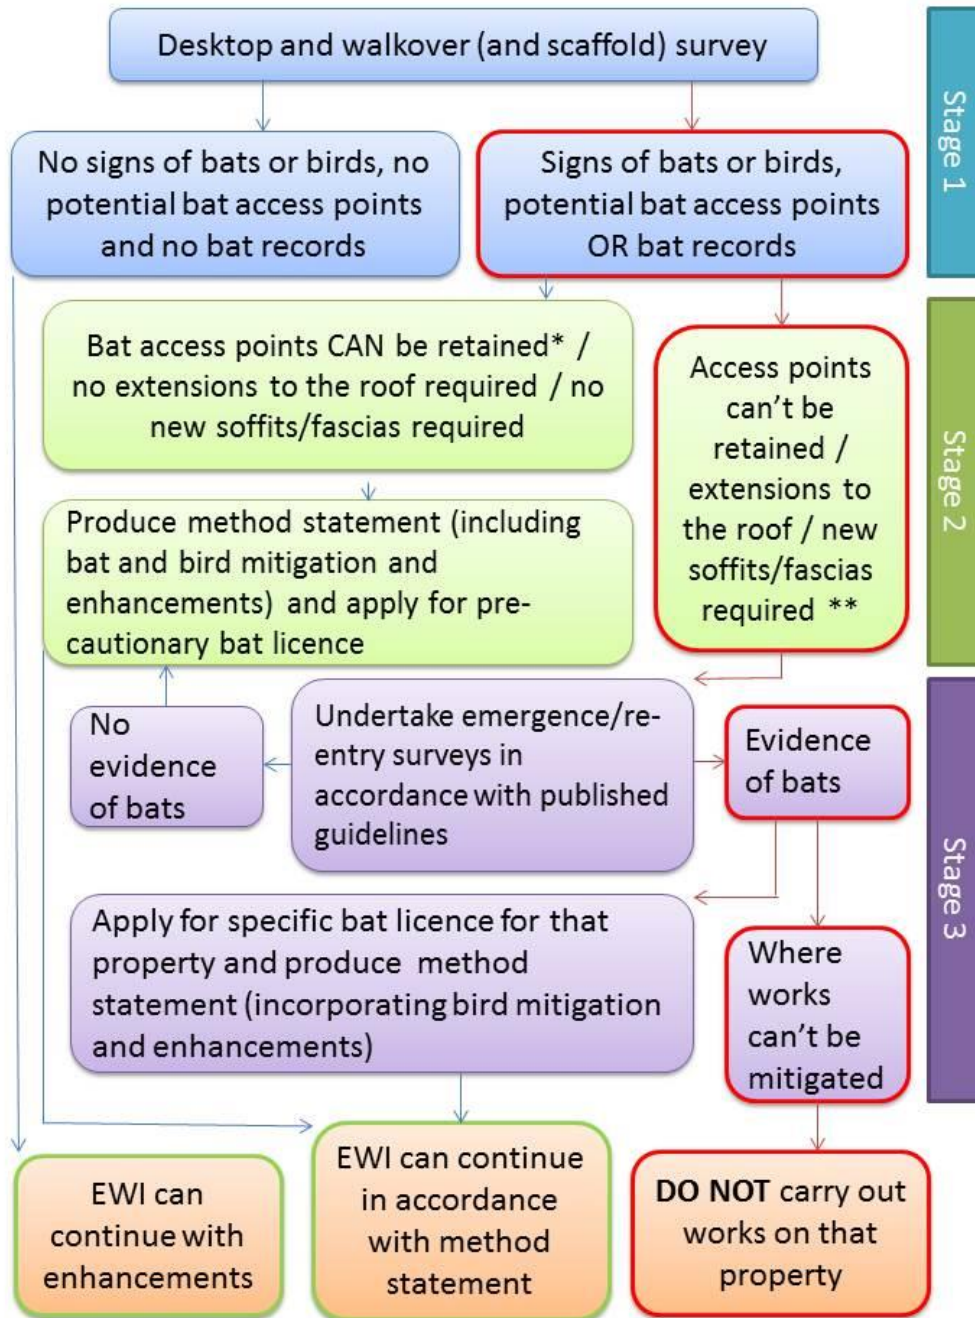 Desktop and walkover (and scaffold) survey
Stage 1
No signs of bats or birds, no
potential bat access points
and no bat records
Signs of bats or birds,
potential bat access points
OR bat records
Stage 2
Bat access points CAN be retained* /
no extensions to the roof required / no
new soffits/fascias required
Access points
can’t be
retained /
extensions to
the roof / new
soffits/fascias
required **
Produce method statement (including
bat and bird mitigation and
enhancements) and apply for pre-
cautionary bat licence
Stage 3
No
evidence
of bats
Undertake emergence/re-
entry surveys in
accordance with published
guidelines
Evidence
of bats
Apply for specific bat licence for that
property and produce method
statement (incorporating bird mitigation
and enhancements)
Where
works
can’t be
mitigated
EWI can
continue with
enhancements
EWI can continue
in accordance
with method
statement
DO NOT carry out
works on that
property